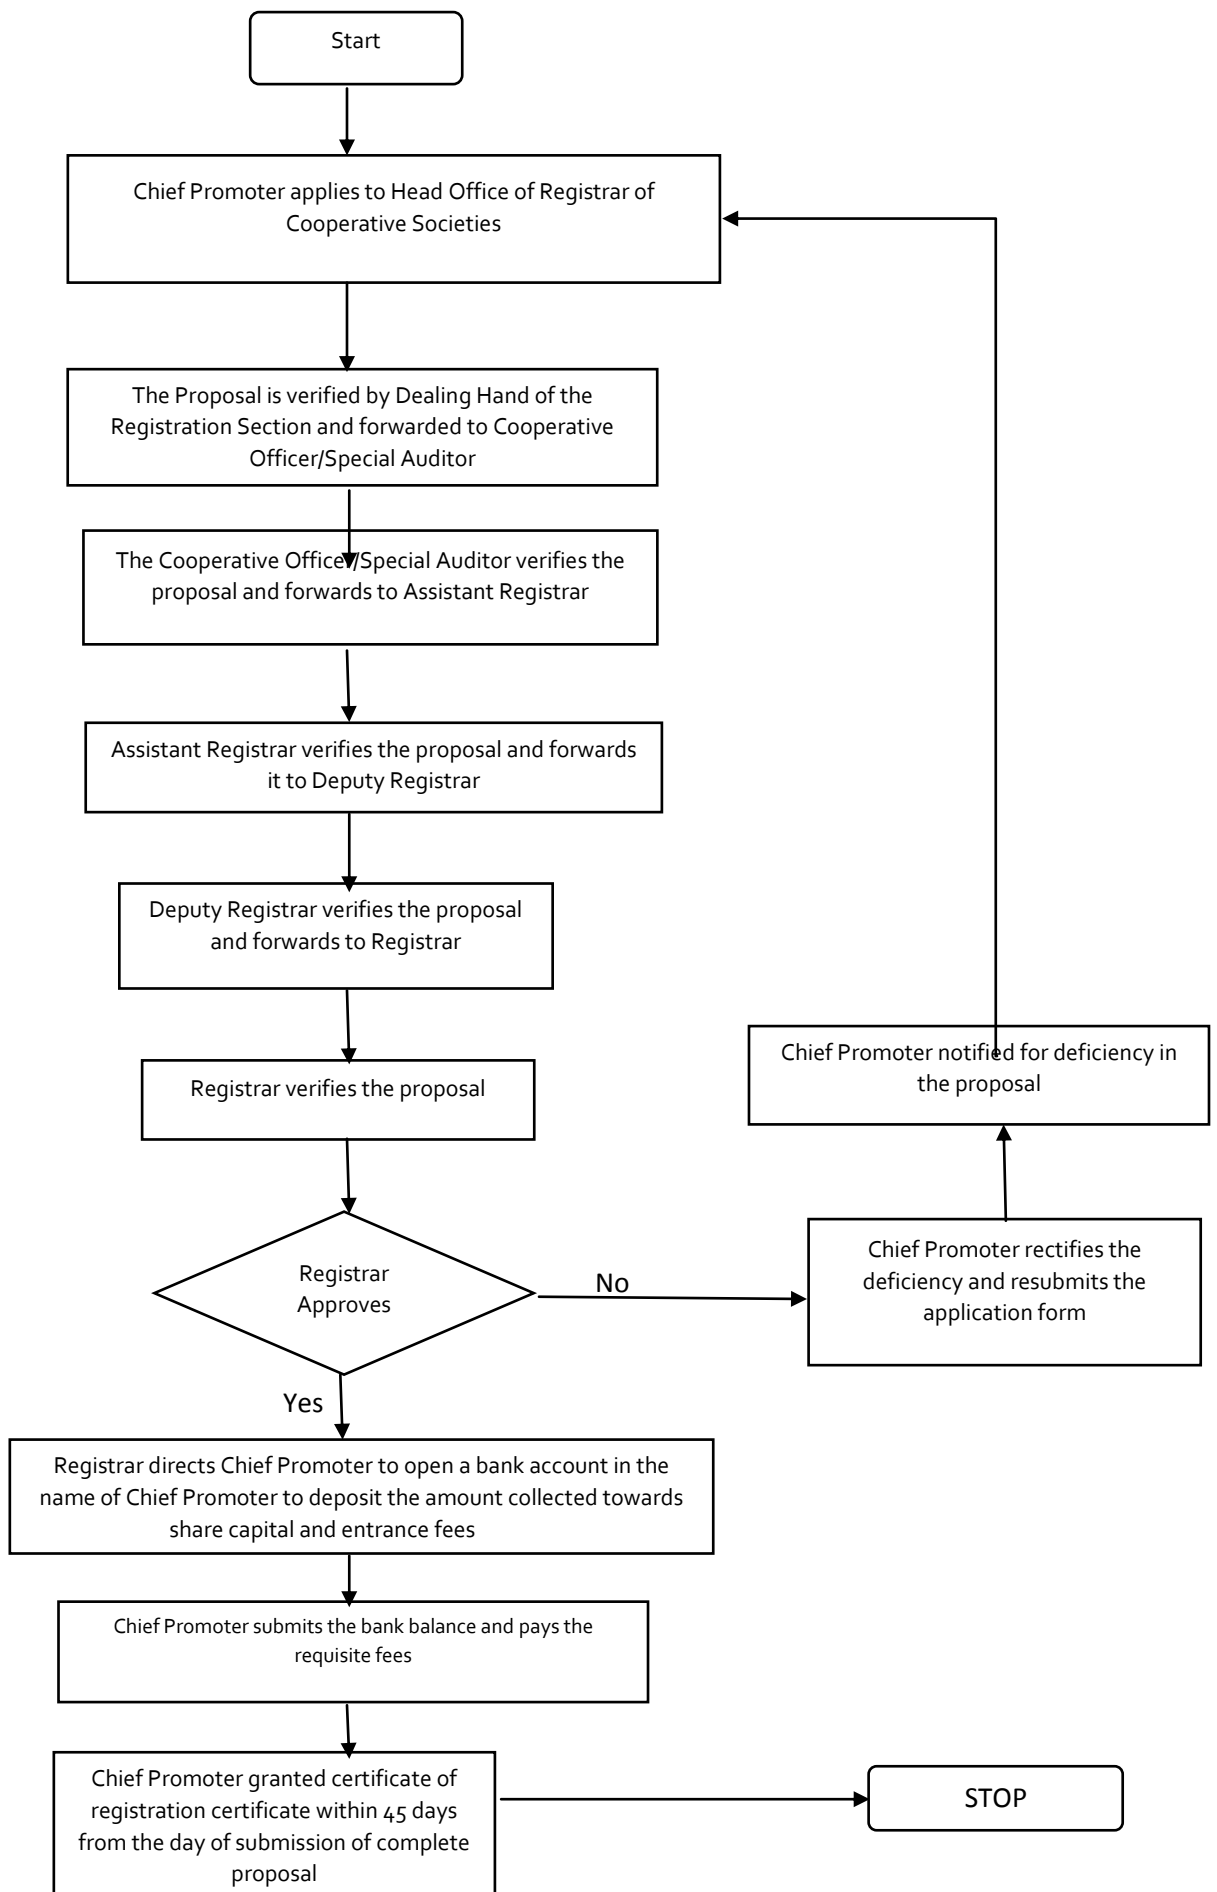 Start
Chief Promoter applies to Head Office of Registrar of
Cooperative Societies
The Proposal is verified by Dealing Hand of the
Registration Section and forwarded to Cooperative
Officer/Special Auditor
The Cooperative Officer/Special Auditor verifies the
proposal and forwards to Assistant Registrar
Assistant Registrar verifies the proposal and forwards
it to Deputy Registrar
Deputy Registrar verifies the proposal
and forwards to Registrar
Registrar verifies the proposal
Chief Promoter notified for deficiency in
the proposal
Registrar
Approves
No
Chief Promoter rectifies the
deficiency and resubmits the
application form
Yes
Registrar directs Chief Promoter to open a bank account in the
name of Chief Promoter to deposit the amount collected towards
share capital and entrance fees
Chief Promoter submits the bank balance and pays the
requisite fees
Chief Promoter granted certificate of
registration certificate within 45 days
from the day of submission of complete
proposal
STOP